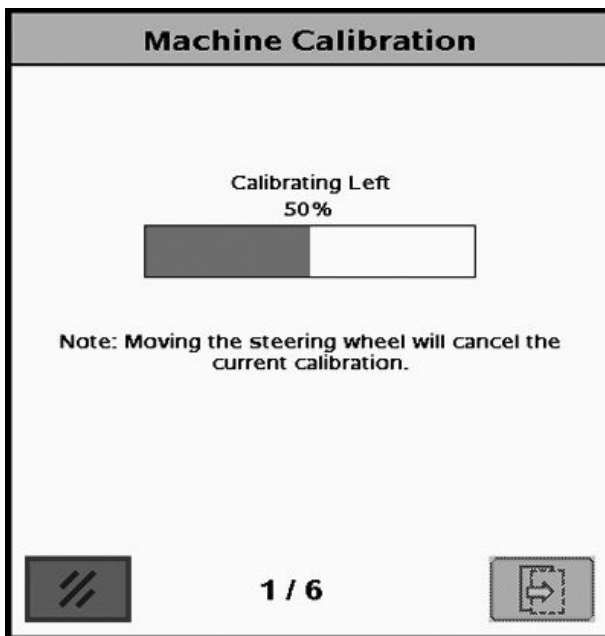 Machine Calibration
Calibrating Left
50%
Note: Moving the steering wheel will cancel the
current calibration.
1 / 6